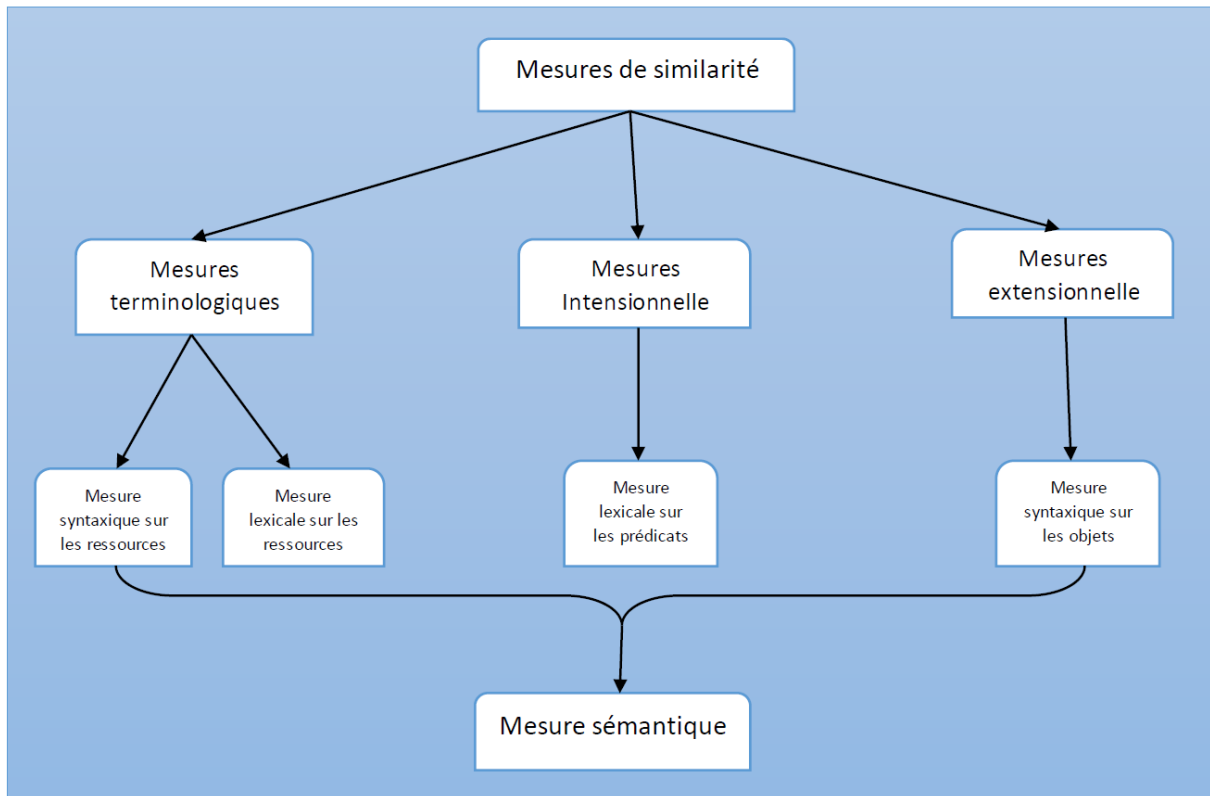 Mesures de similarité
Mesures
terminologiques
Mesures
Intensionnelle
Mesures
extensionnelle
Mesure
syntaxique sur
les ressources
Mesure
lexicale sur les
ressources
Mesure
lexicale sur
les prédicats
Mesure
syntaxique sur
les objets
Mesure sémantique